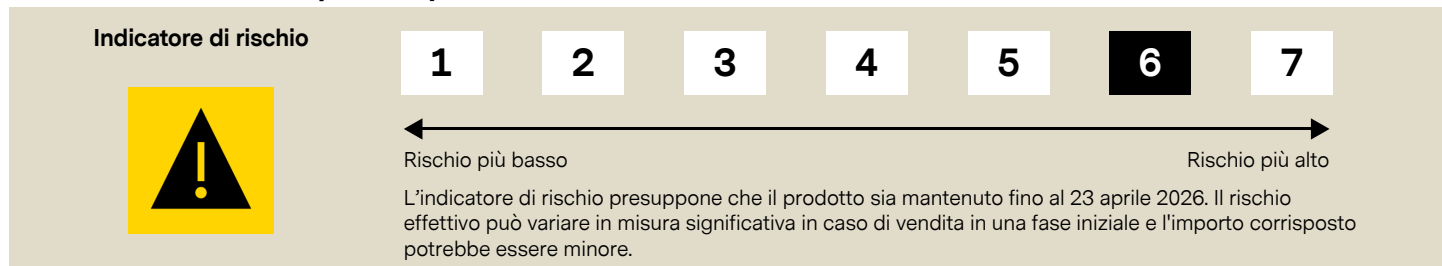 Indicatore di rischio
1 2 3 4 5 6 7
Rischio più basso Rischio più alto
L'indicatore di rischio presuppone che il prodotto sia mantenuto fino al 23 aprile 2026. Il rischio
effettivo può variare in misura significativa in caso di vendita in una fase iniziale e l'importo corrisposto
potrebbe essere minore.